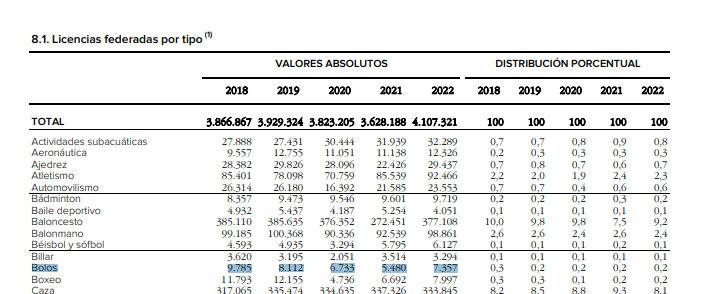 8.1. Licencias federadas por tipo (1)
VALORES ABSOLUTOS DISTRIBUCIÓN PORCENTUAL
2018 2019 2020 2021 2022 2018 2019 2020 2021 2022
TOTAL 3.866.867 3.929.324 3.823.205 3.628.188 4.107.321 100 100 100 100 100
Actividades subacuáticas 27.888 27.431 30.444 31.939 32.289 0,7 0,7 0,8 0,9 0,8
Aeronáutica 9.557 12.755 11.051 11.138 12.326 0,2 0,3 0,3 0,3 0,3
Ajedrez 28.382 29.826 28.096 22.426 29.437 0,7 0,8 0,7 0,6 0,7
Atletismo 85.401 78.098 70.759 85.539 92.466 2,2 2,0 1,9 2,4 2,3
Automovilismo 26.314 26.180 16.392 21.585 23.553 0,7 0,7 0,4 0,6 0,6
Bádminton 8.357 9.473 9.546 9.601 9.719 0,2 0,2 0,2 0,3 0,2
Baile deportivo 4.932 5.437 4.187 5.254 4.051 0,1 0,1 0,1 0,1 0,1
Baloncesto 385.110 385.635 376.352 272.451 377.108 10,0 9,8 9,8 7,5 9,2
Balonmano 99.185 100.368 90.336 92.539 98.861 2,6 2,6 2,4 2,6 2,4
Béisbol y sófbol 4.593 4.935 3.294 5.795 6.127 0,1 0,1 0,1 0,2 0,1
Billar 3.620 3.195 2.051 3.514 3.294 0,1 0,1 0,1 0,1 0,1
Bolos 9.785 8.112 6.733 5.480 7.357 0,3 0,2 0,2 0,2 0,2
Boxeo 11.793 12.155 4.736 6.692 7.997 0,3 0,3 0,1 0,2 0,2
Caza 317.065 335.474 334.635 337.326 333.845 8,2 8,5 8,8 9,3 8,1